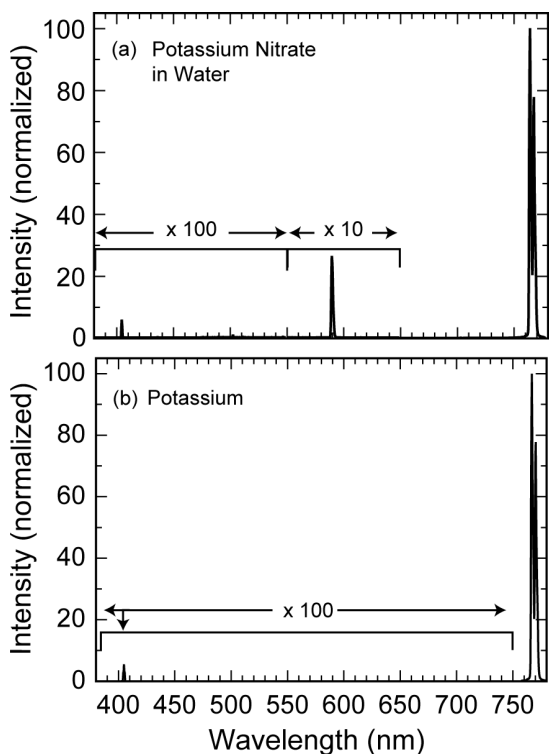 100
(a) Potassium Nitrate
in Water
80
60
40
x 100
x 10
20
0
Intensity (normalized)
100
(b) Potassium
80
60
40
20
x 100
0
Intensity (normalized)
400 450 500 550 600 650 700 750
Wavelength (nm)